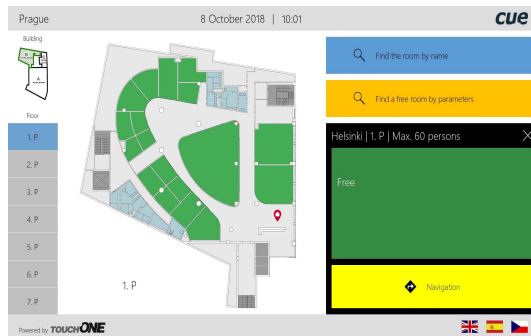 Prague
8 October 2018 | 10:01
cue
Building
B
A
Floor
1. P
2. P
3. P
4. P
5. P
6. P
7. P
1. P
Find the room by name
Find a free room by parameters
Helsinki | 1. P | Max. 60 persons
Free
Navigation
Powered by TOUCHONE